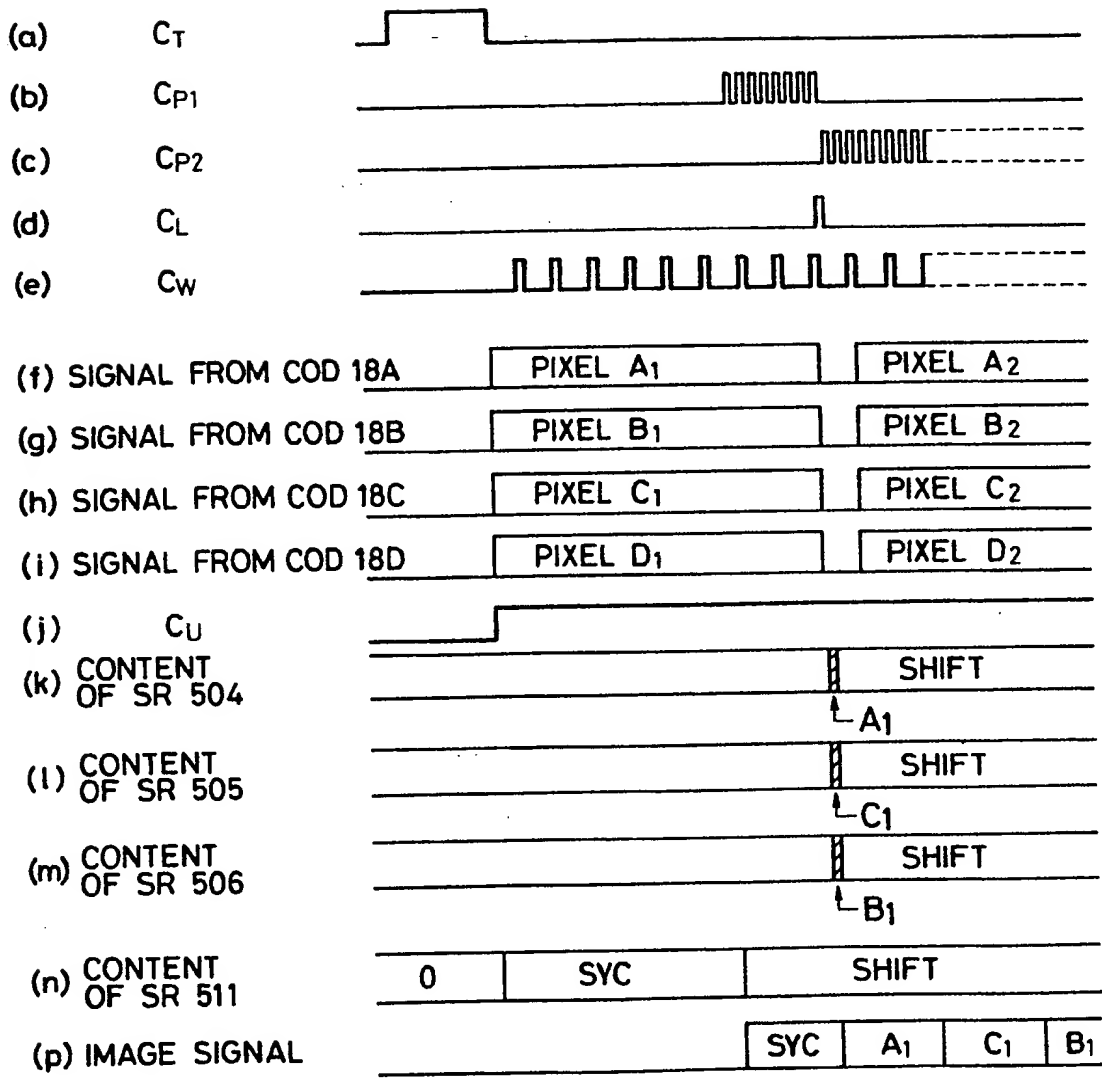 (a) CT
(b) CP1
(c) CP2
(d) CL
(e) CW
(f) SIGNAL FROM COD 18A PIXEL A1 PIXEL A2
(g) SIGNAL FROM COD 18B PIXEL B1 PIXEL B2
(h) SIGNAL FROM COD 18C PIXEL C1 PIXEL C2
(i) SIGNAL FROM COD 18D PIXEL D1 PIXEL D2
(j) CU
(k) CONTENT OF SR 504 SHIFT
A1
(l) CONTENT OF SR 505 SHIFT
C1
(m) CONTENT OF SR 506 SHIFT
B1
(n) CONTENT OF SR 511 0 SYC SHIFT
(p) IMAGE SIGNAL SYC A1 C1 B1